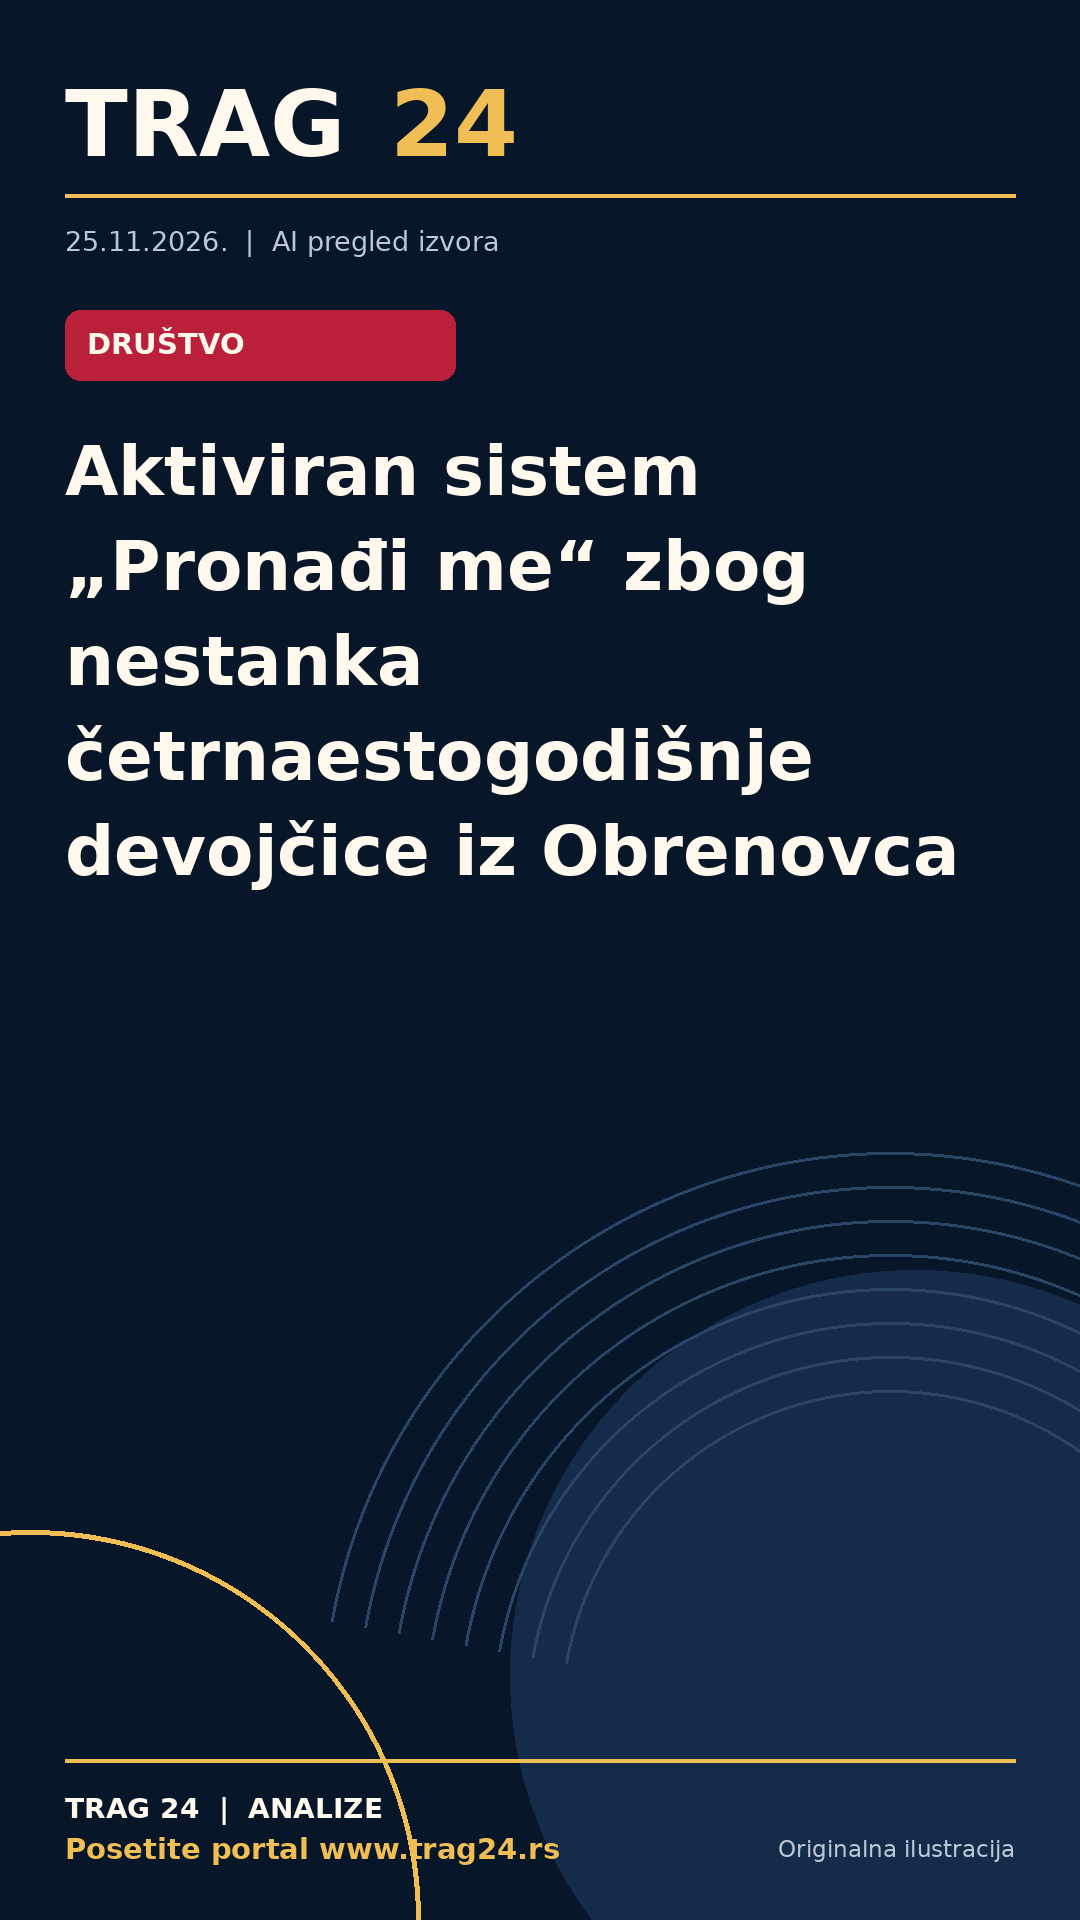 TRAG 24
25.11.2026. | AI pregled izvora
DRUŠTVO
Aktiviran sistem
„Pronađi me“ zbog
nestanka
četrnaestogodišnje
devojčice iz Obrenovca
TRAG 24 | ANALIZE
Posetite portal www.trag24.rs
Originalna ilustracija